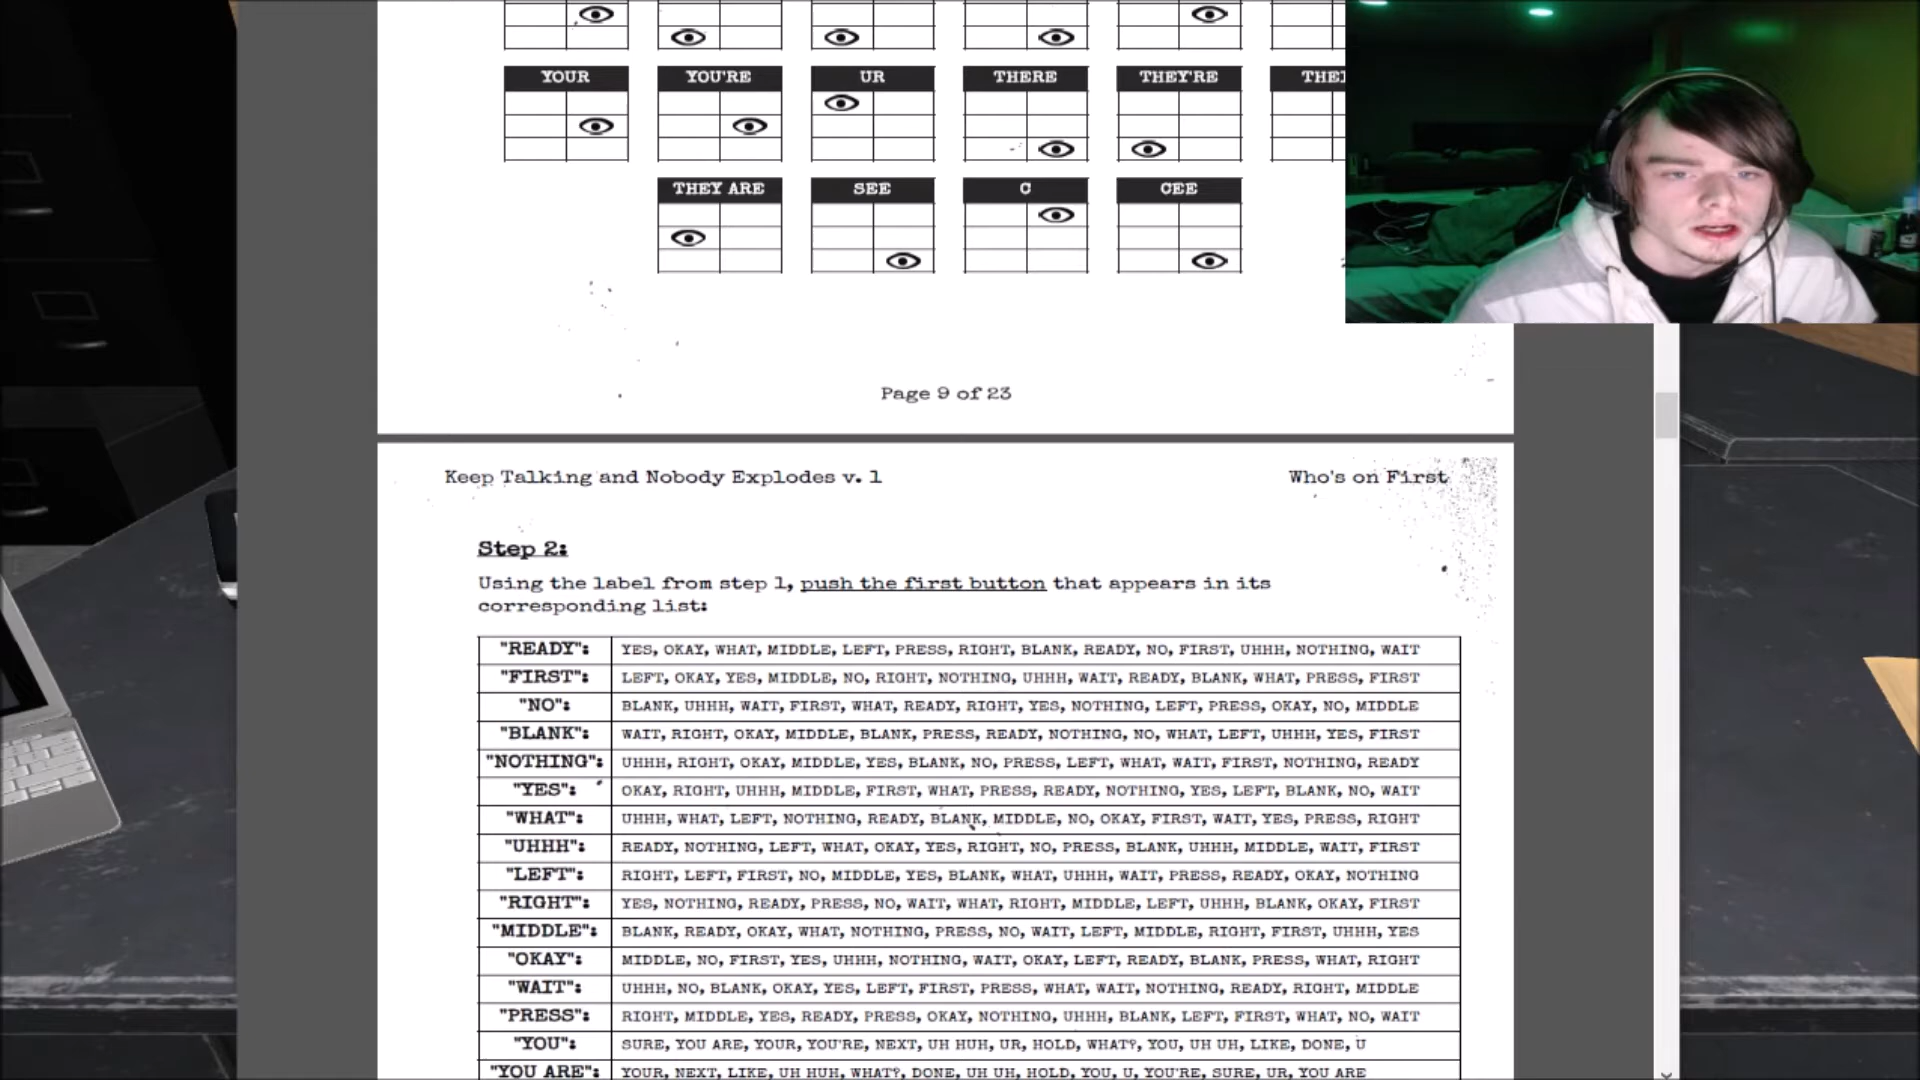 YOUR YOU'RE UR THERE THEY'RE
THEY ARE SEE C CEE
Page 9 of 23
Keep Talking and Nobody Explodes v. 1 Who's on First
Step 2:
Using the label from step 1, push the first button that appears in its
corresponding list:
"READY": YES, OKAY, WHAT, MIDDLE, LEFT, PRESS, RIGHT, BLANK, READY, NO, FIRST, UHHH, NOTHING, WAIT
"FIRST": LEFT, OKAY, YES, MIDDLE, NO, RIGHT, NOTHING, UHHH, WAIT, READY, BLANK, WHAT, PRESS, FIRST
"NO": BLANK, UHHH, WAIT, FIRST, WHAT, READY, RIGHT, YES, NOTHING, LEFT, PRESS, OKAY, NO, MIDDLE
"BLANK": WAIT, RIGHT, OKAY, MIDDLE, BLANK, PRESS, READY, NOTHING, NO, WHAT, LEFT, UHHH, YES, FIRST
"NOTHING": UHHH, RIGHT, OKAY, MIDDLE, YES, BLANK, NO, PRESS, LEFT, WHAT, WAIT, FIRST, NOTHING, READY
"YES": OKAY, RIGHT, UHHH, MIDDLE, FIRST, WHAT, PRESS, READY, NOTHING, YES, LEFT, BLANK, NO, WAIT
"WHAT": UHHH, WHAT, LEFT, NOTHING, READY, BLANK, MIDDLE, NO, OKAY, FIRST, WAIT, YES, PRESS, RIGHT
"UHHH": READY, NOTHING, LEFT, WHAT, OKAY, YES, RIGHT, NO, PRESS, BLANK, UHHH, MIDDLE, WAIT, FIRST
"LEFT": RIGHT, LEFT, FIRST, NO, MIDDLE, YES, BLANK, WHAT, UHHH, WAIT, PRESS, READY, OKAY, NOTHING
"RIGHT": YES, NOTHING, READY, PRESS, NO, WAIT, WHAT, RIGHT, MIDDLE, LEFT, UHHH, BLANK, OKAY, FIRST
"MIDDLE": BLANK, READY, OKAY, WHAT, NOTHING, PRESS, NO, WAIT, LEFT, MIDDLE, RIGHT, FIRST, UHHH, YES
"OKAY": MIDDLE, NO, FIRST, YES, UHHH, NOTHING, WAIT, OKAY, LEFT, READY, BLANK, PRESS, WHAT, RIGHT
"WAIT": UHHH, NO, BLANK, OKAY, YES, LEFT, FIRST, PRESS, WHAT, WAIT, NOTHING, READY, RIGHT, MIDDLE
"PRESS": RIGHT, MIDDLE, YES, READY, PRESS, OKAY, NOTHING, UHHH, BLANK, LEFT, FIRST, WHAT, NO, WAIT
"YOU": SURE, YOU ARE, YOUR, YOU'RE, NEXT, UH HUH, UR, HOLD, WHAT?, YOU, UH UH, LIKE, DONE, U
"YOU ARE": YOUR, NEXT, LIKE, UH HUH, WHAT?, DONE, UH UH, HOLD, YOU, U, YOU'RE, SURE, UR, YOU ARE